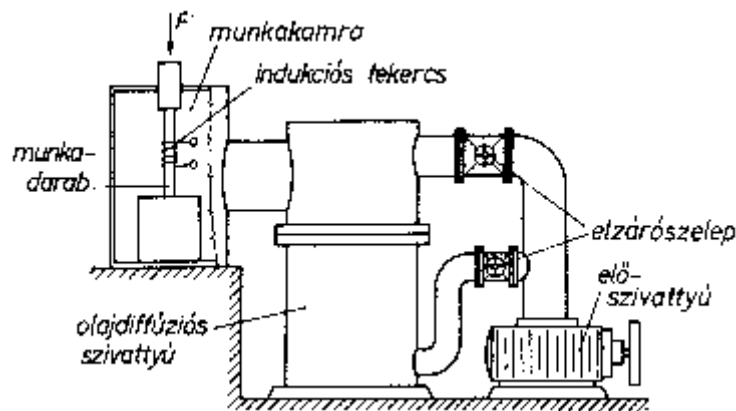 F
munkakamra
indukciós tekercs
munka-
darab
elzárószelep
elő-
szivattyú
olajdiffúziós
szivattyú